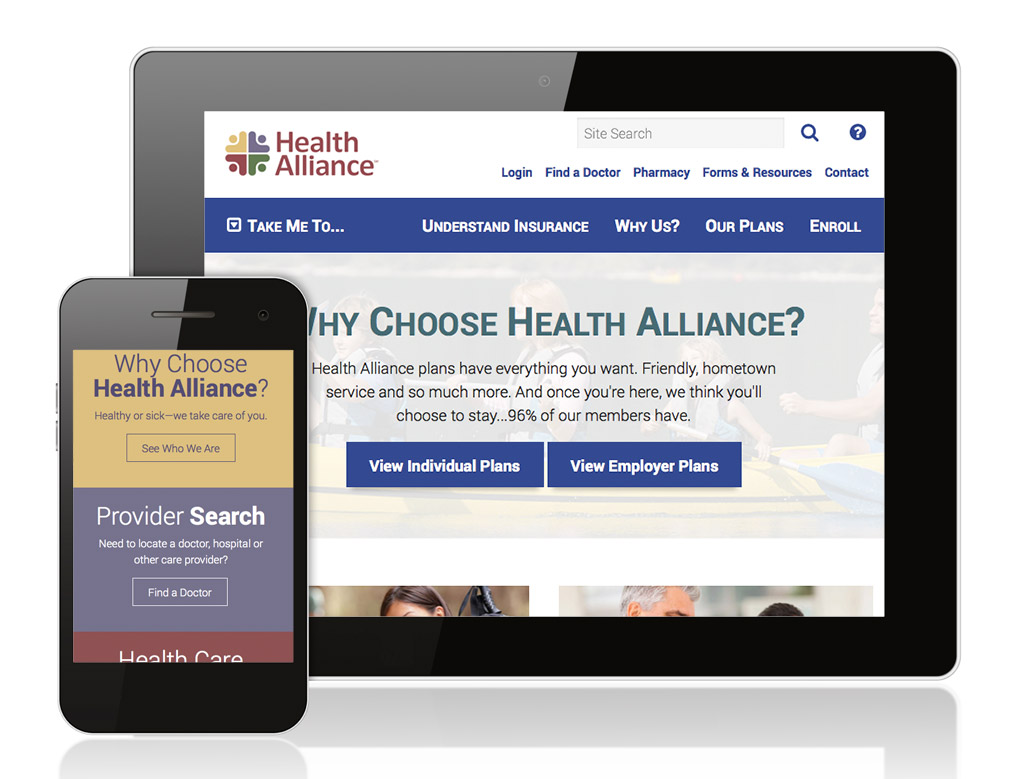 Health
Alliance™
Site Search
?
Login Find a Doctor Pharmacy Forms & Resources Contact
Take Me To... Understand Insurance Why Us? Our Plans Enroll
Why Choose Health Alliance?
Health Alliance plans have everything you want. Friendly, hometown
service and so much more. And once you're here, we think you'll
choose to stay...96% of our members have.
View Individual Plans View Employer Plans
Why Choose
Health Alliance?
Healthy or sick—we take care of you.
See Who We Are
Provider Search
Need to locate a doctor, hospital or
other care provider?
Find a Doctor
Health Care